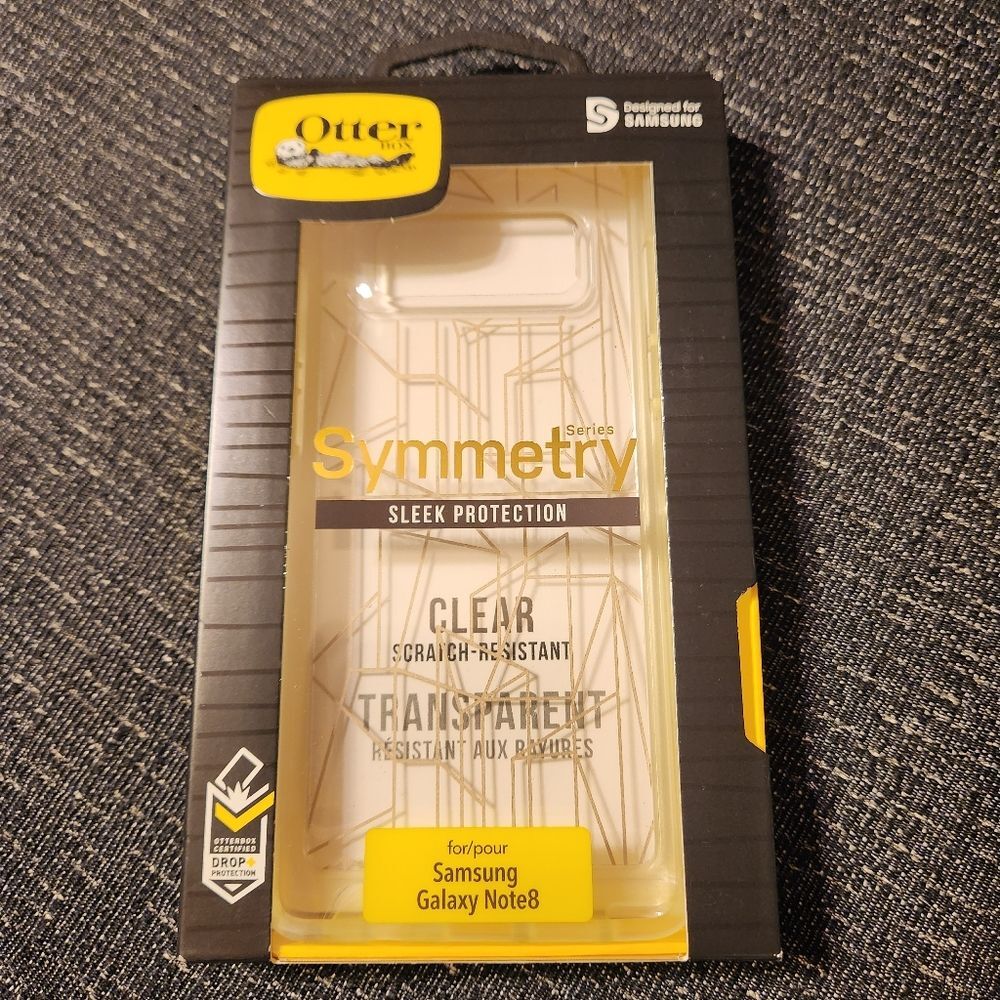 Otter
BOX
Designed for
SAMSUNG
Series
Symmetry
SLEEK PROTECTION
CLEAR
SCRATCH-RESISTANT
TRANSPARENT
RÉSISTANT AUX RAYURES
OTTERBOX
CERTIFIED
DROP+
PROTECTION
for/pour
Samsung
Galaxy Note8